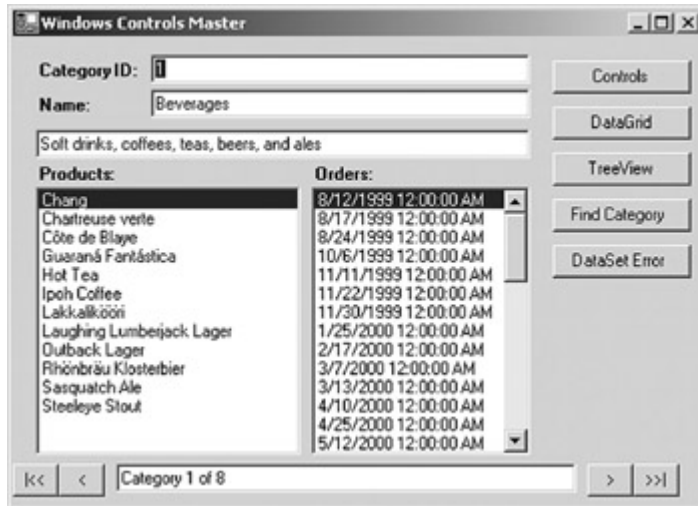 Windows Controls Master
Category ID: 1
Controls
Name: Beverages
DataGrid
Soft drinks, coffees, teas, beers, and ales
TreeView
Products:
Chang
Chartreuse verte
Côte de Blaye
Guaraná Fantástica
Hot Tea
Ipoh Coffee
Lakkalikööri
Laughing Lumberjack Lager
Outback Lager
Rhönbräu Klosterbier
Sasquatch Ale
Steeleye Stout
Orders:
8/12/1999 12:00:00 AM
8/17/1999 12:00:00 AM
8/24/1999 12:00:00 AM
10/6/1999 12:00:00 AM
11/11/1999 12:00:00 AM
11/22/1999 12:00:00 AM
11/30/1999 12:00:00 AM
1/25/2000 12:00:00 AM
2/17/2000 12:00:00 AM
3/7/2000 12:00:00 AM
3/13/2000 12:00:00 AM
4/10/2000 12:00:00 AM
4/25/2000 12:00:00 AM
5/12/2000 12:00:00 AM
Find Category
DataSet Error
|<< < Category 1 of 8 > >>|